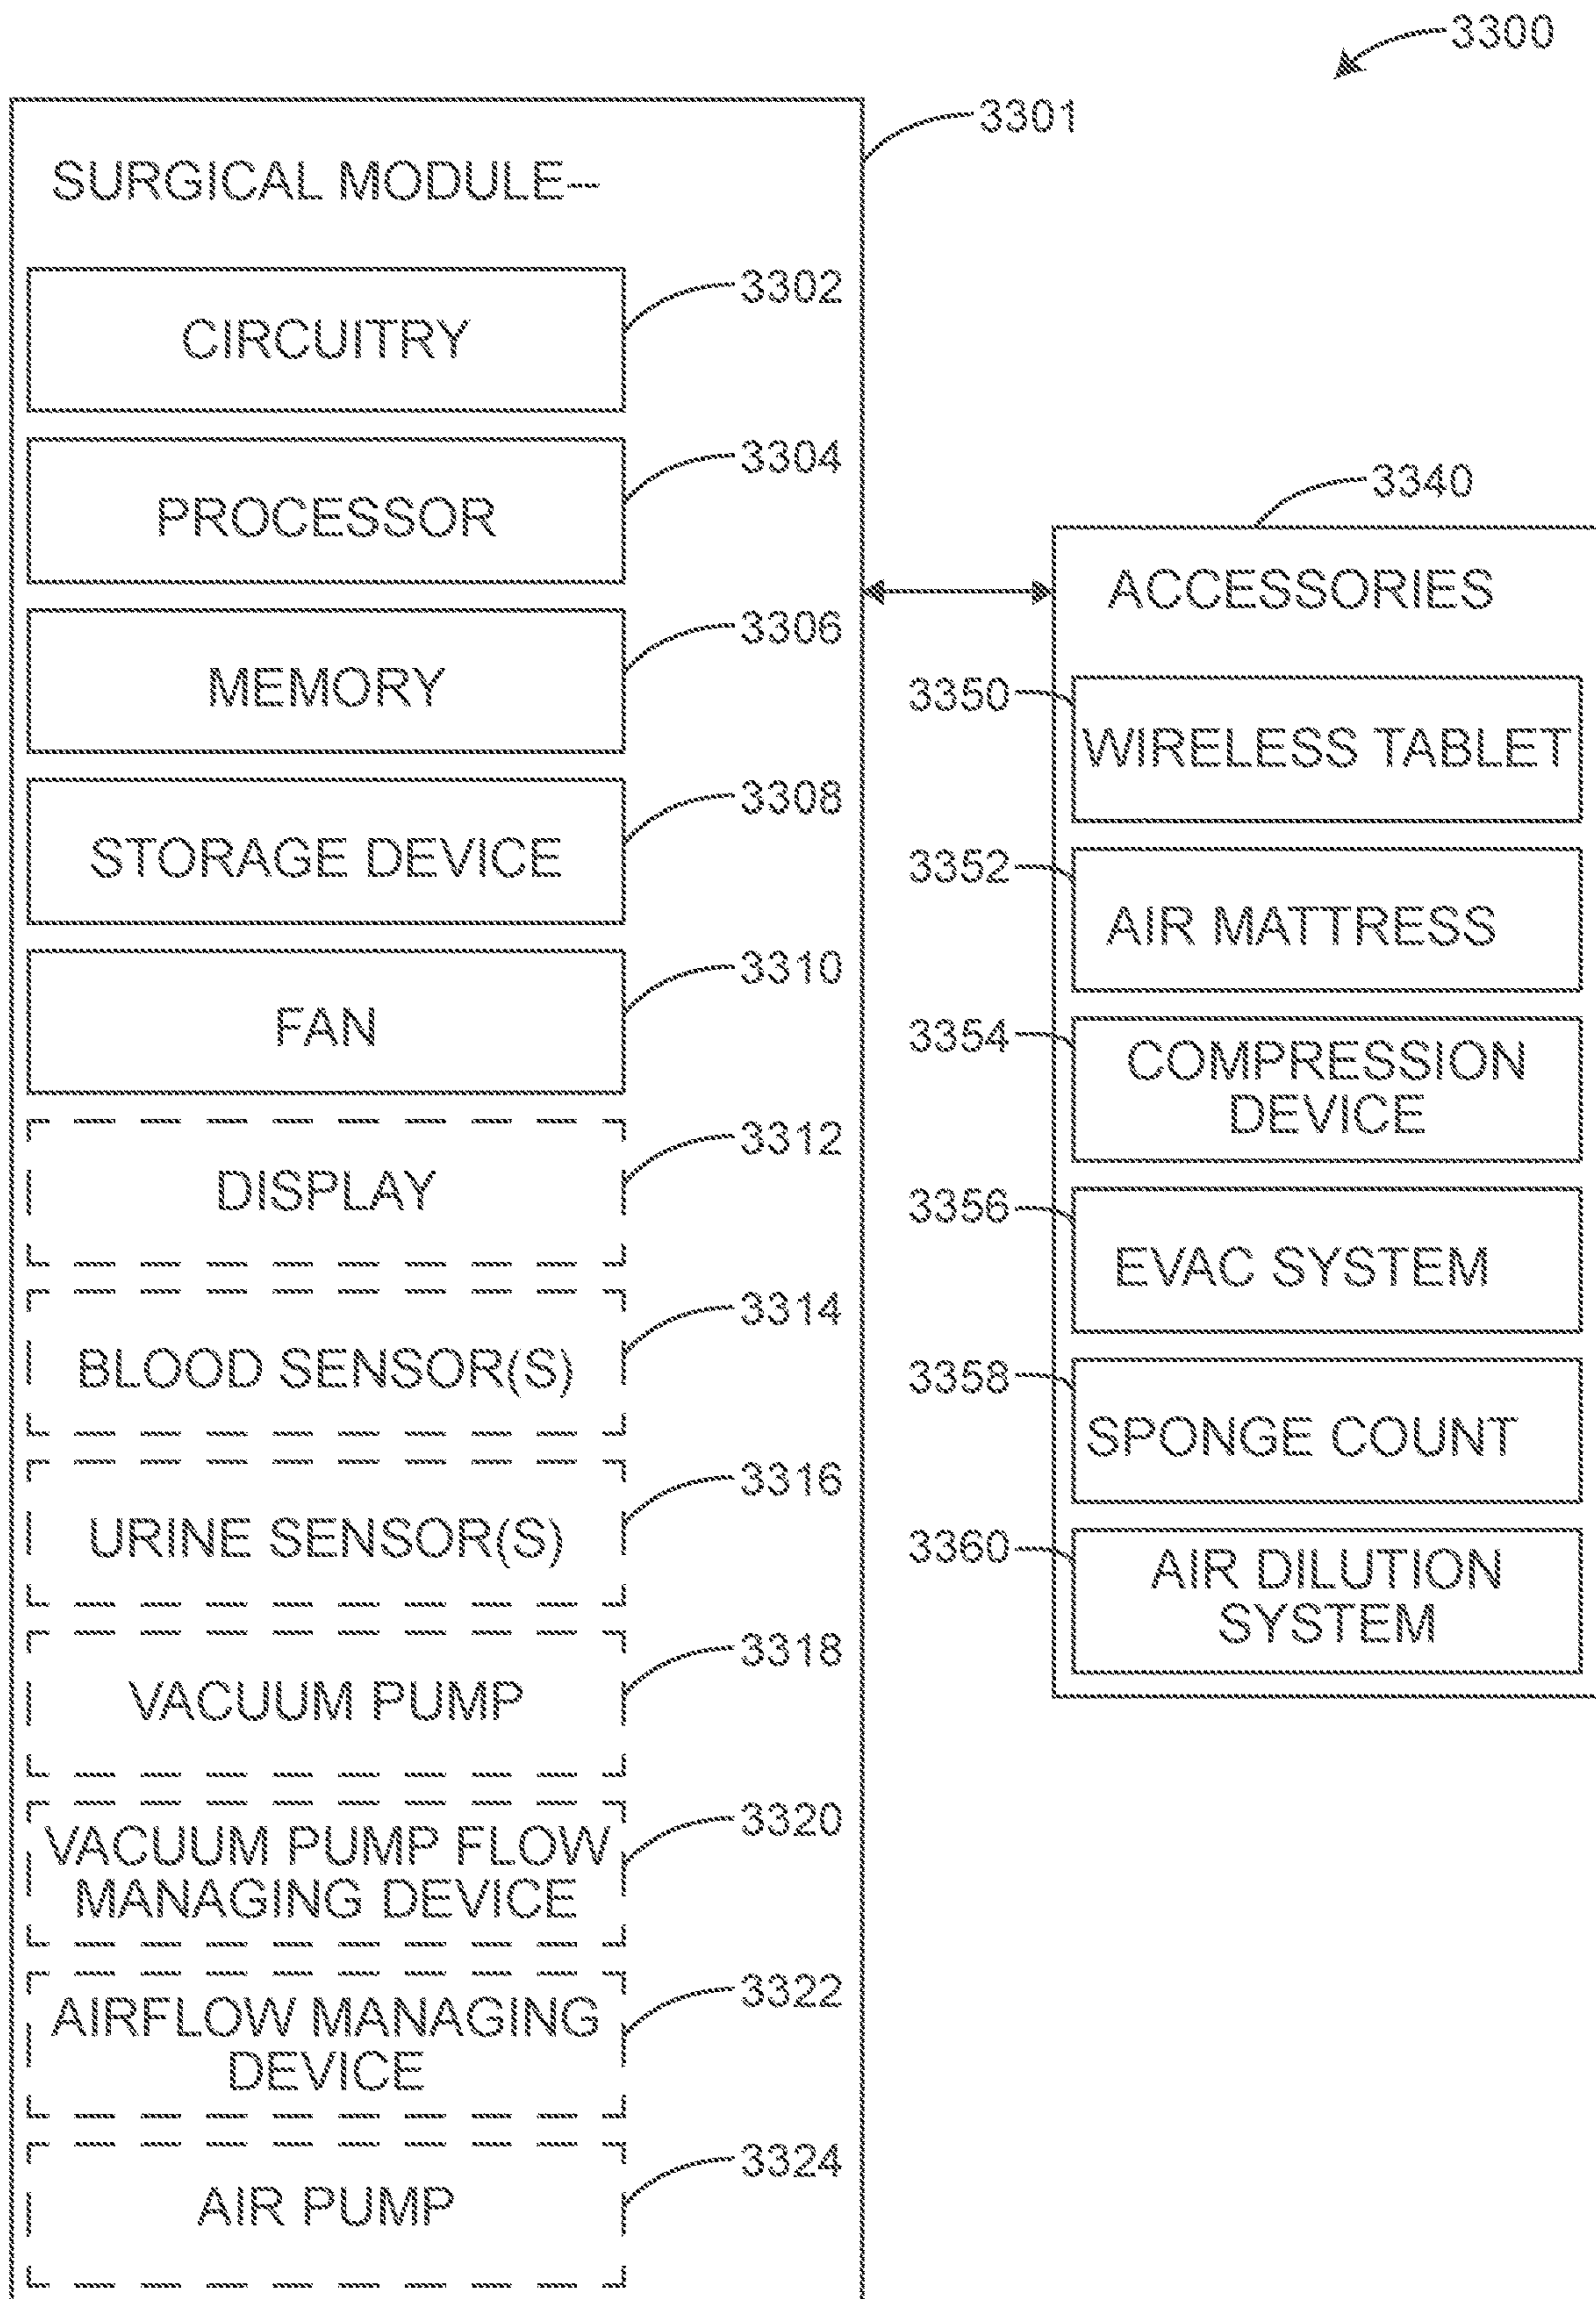 3300
3301
SURGICAL MODULE--
CIRCUITRY
3302
PROCESSOR
3304
MEMORY
3306
STORAGE DEVICE
3308
FAN
3310
DISPLAY
3312
BLOOD SENSOR(S)
3314
URINE SENSOR(S)
3316
VACUUM PUMP
3318
VACUUM PUMP FLOW
MANAGING DEVICE
3320
AIRFLOW MANAGING
DEVICE
3322
AIR PUMP
3324
3340
ACCESSORIES
3350
WIRELESS TABLET
3352
AIR MATTRESS
3354
COMPRESSION
DEVICE
3356
EVAC SYSTEM
3358
SPONGE COUNT
3360
AIR DILUTION
SYSTEM